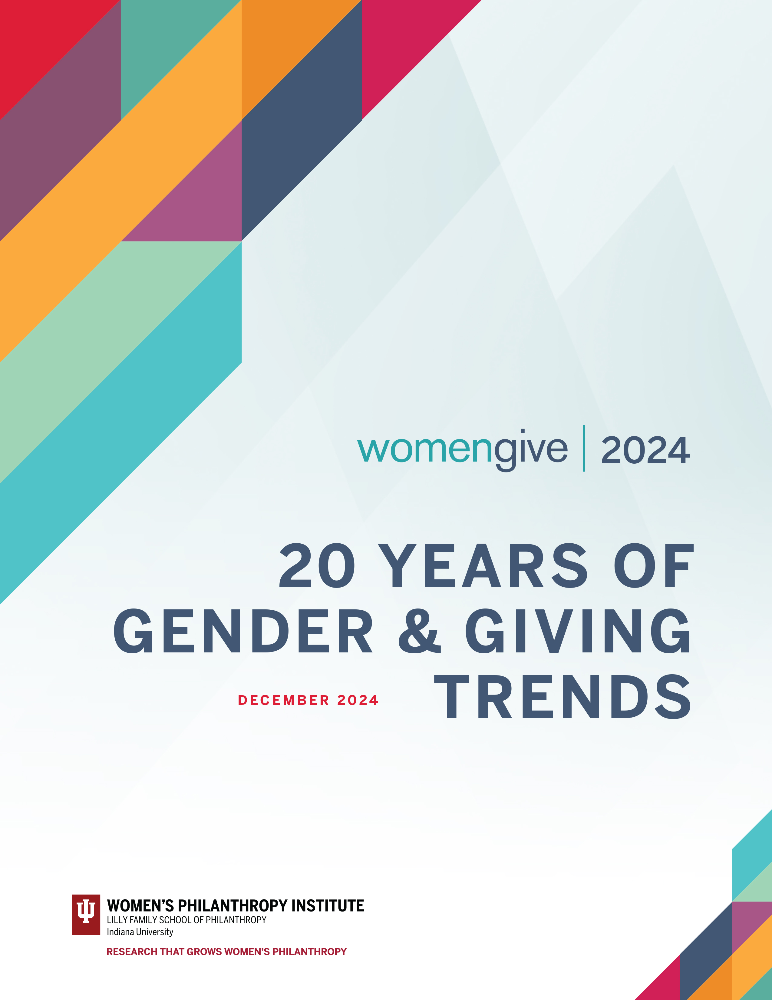 womengive | 2024
20 YEARS OF
GENDER & GIVING
TRENDS
DECEMBER 2024
WOMEN'S PHILANTHROPY INSTITUTE
LILLY FAMILY SCHOOL OF PHILANTHROPY
Indiana University
RESEARCH THAT GROWS WOMEN'S PHILANTHROPY